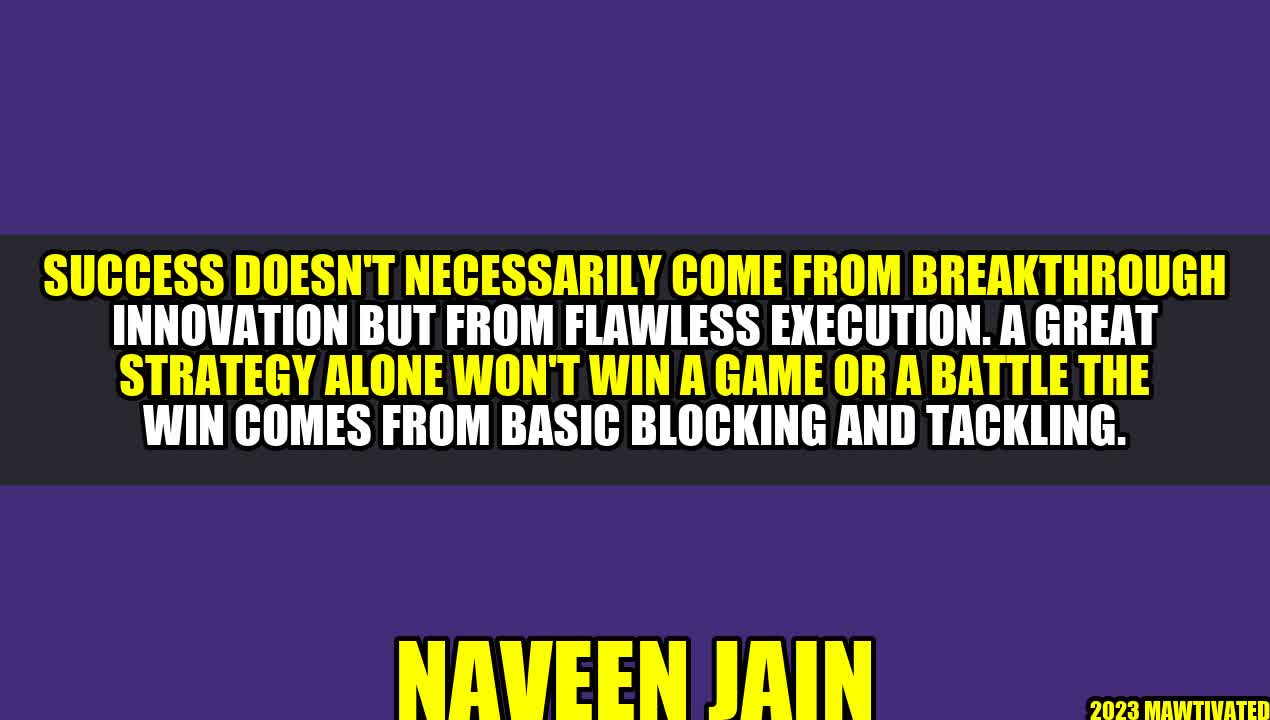 SUCCESS DOESN'T NECESSARILY COME FROM BREAKTHROUGH
INNOVATION BUT FROM FLAWLESS EXECUTION. A GREAT
STRATEGY ALONE WON'T WIN A GAME OR A BATTLE THE
WIN COMES FROM BASIC BLOCKING AND TACKLING.
NAVEEN JAIN
2023 MAWTIVATED